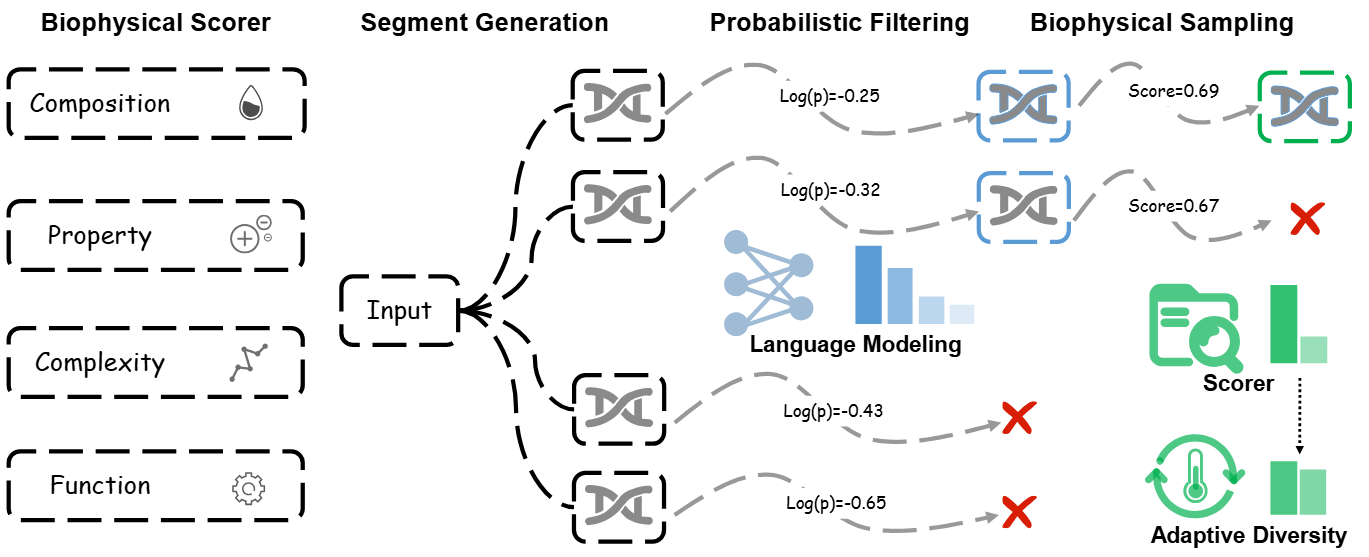 Biophysical Scorer
Segment Generation
Probabilistic Filtering
Biophysical Sampling
Composition
Property
Complexity
Function
Input
Log(p)=-0.25
Log(p)=-0.32
Language Modeling
Log(p)=-0.43
Log(p)=-0.65
Score=0.69
Score=0.67
Scorer
Adaptive Diversity